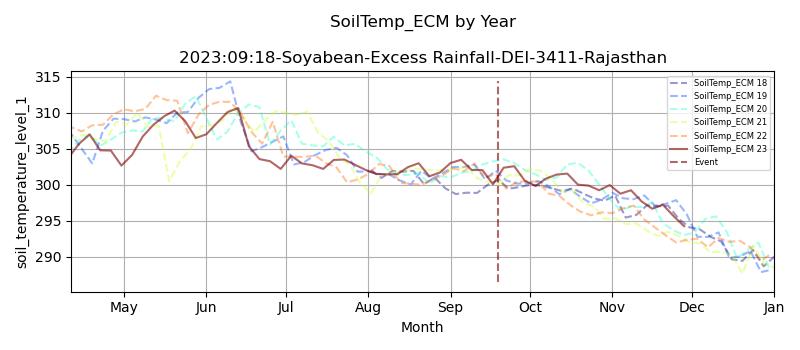 SoilTemp_ECM by Year
2023:09:18-Soyabean-Excess Rainfall-DEI-3411-Rajasthan
soil_temperature_level_1
315
310
305
300
295
290
SoilTemp_ECM 18
SoilTemp_ECM 19
SoilTemp_ECM 20
SoilTemp_ECM 21
SoilTemp_ECM 22
SoilTemp_ECM 23
Event
May Jun Jul Aug Sep Oct Nov Dec Jan
Month